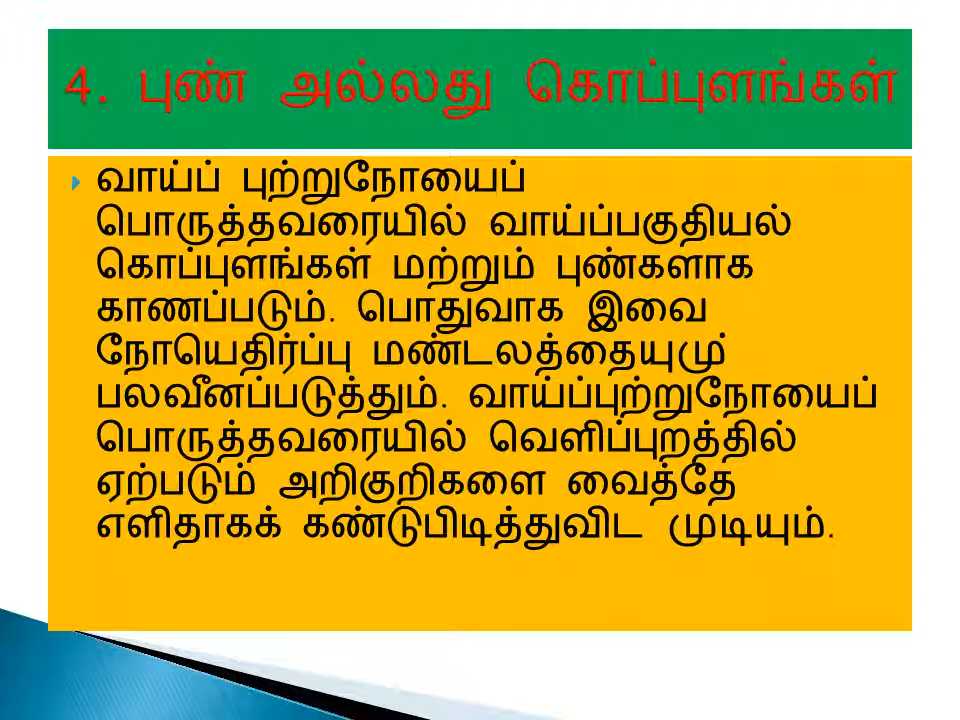 4. புண் அல்லது கொப்புளங்கள்
வாய்ப் புற்றுநோயைப்
பொருத்தவரையில் வாய்ப்பகுதியல்
கொப்புளங்கள் மற்றும் புண்களாக
காணப்படும். பொதுவாக இவை
நோயெதிர்ப்பு மண்டலத்தையுமு்
பலவீனப்படுத்தும். வாய்ப்புற்றுநோயைப்
பொருத்தவரையில் வெளிப்புறத்தில்
ஏற்படும் அறிகுறிகளை வைத்தே
எளிதாகக் கண்டுபிடித்துவிட முடியும்.